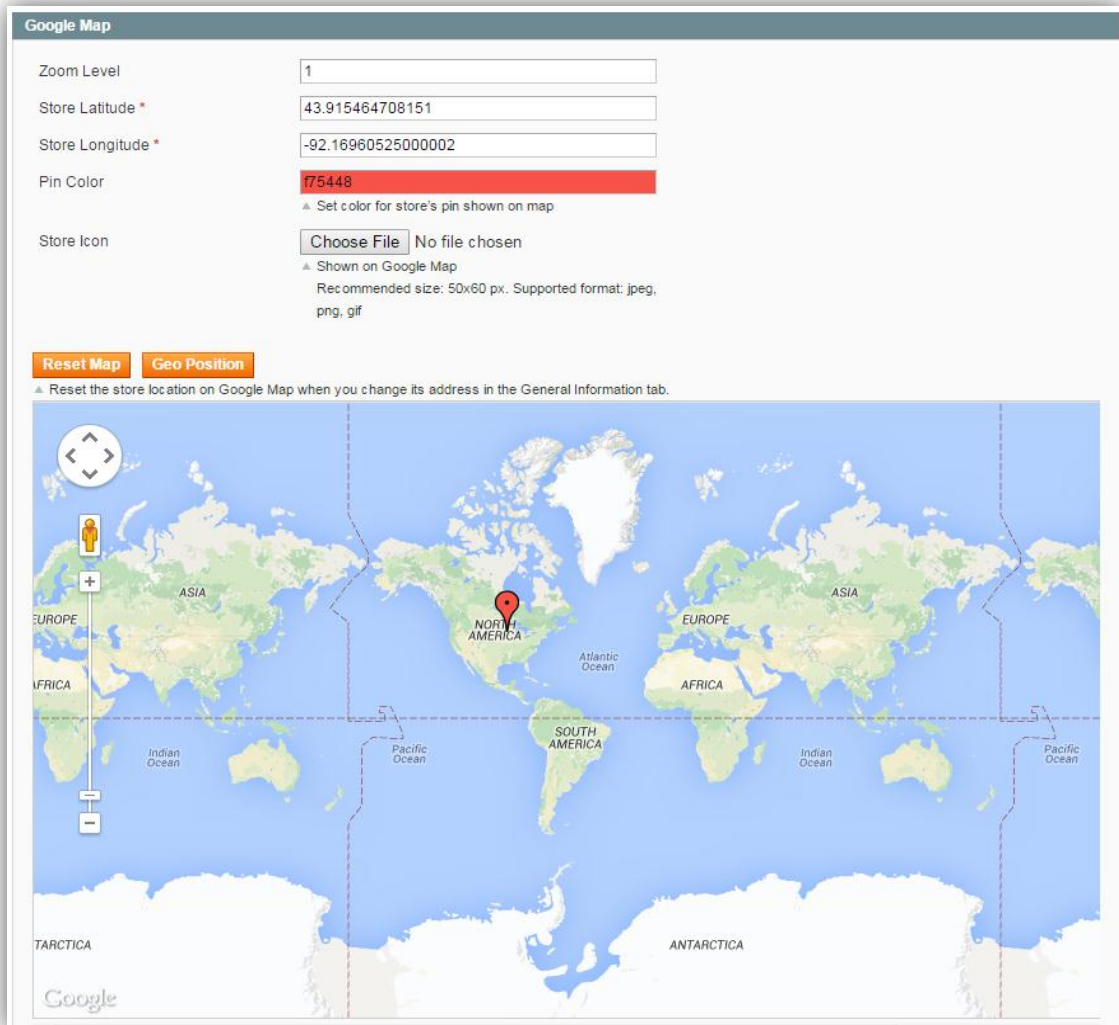 Google Map
Zoom Level
1
Store Latitude *
43.915464708151
Store Longitude *
-92.16960525000002
Pin Color
f75448
▲ Set color for store's pin shown on map
Store Icon
Choose File No file chosen
▲ Shown on Google Map
Recommended size: 50x60 px. Supported format: jpeg,
png, gif
Reset Map
Geo Position
▲ Reset the store location on Google Map when you change its address in the General Information tab.
+
ASIA
ASIA
EUROPE
NORTH
AMERICA
EUROPE
Atlantic
Ocean
AFRICA
AFRICA
SOUTH
AMERICA
Indian
Ocean
Pacific
Ocean
Indian
Ocean
Pacific
Ocean
−
TARCTICA
ANTARCTICA
Google